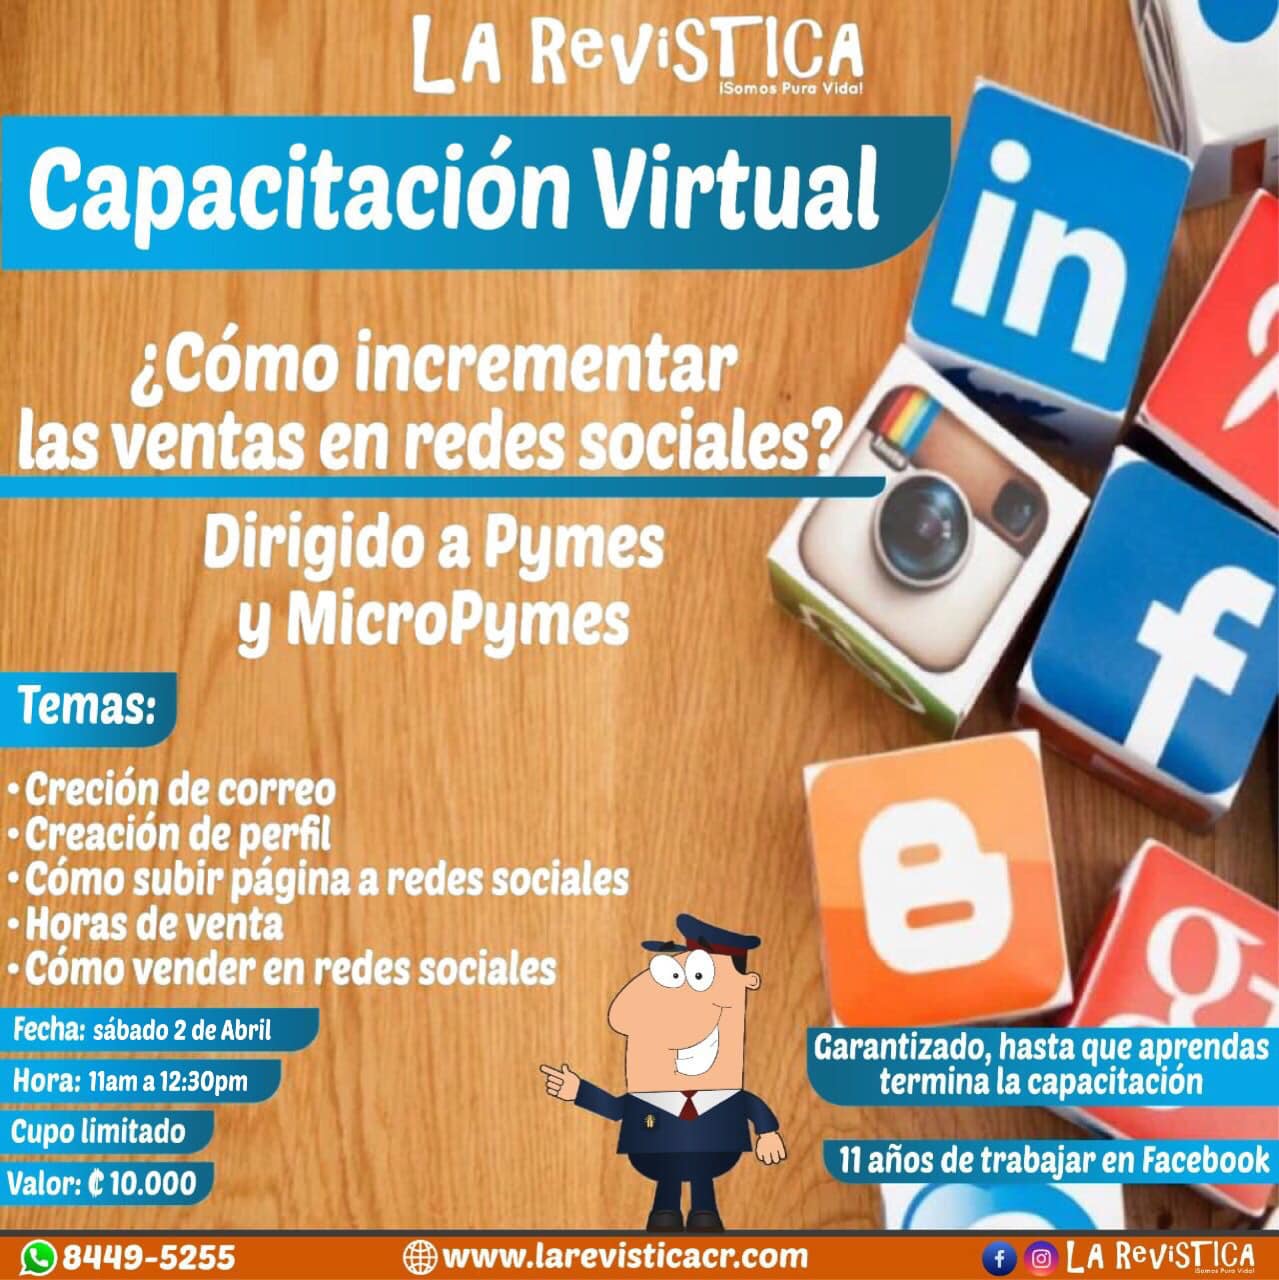 LA ReViSTICA
¡Somos Pura Vida!
Capacitación Virtual
¿Cómo incrementar
las ventas en redes sociales?
Dirigido a Pymes
y MicroPymes
Temas:
• Creción de correo
• Creación de perfil
• Cómo subir página a redes sociales
• Horas de venta
• Cómo vender en redes sociales
Fecha: sábado 2 de Abril
Hora: 11am a 12:30pm
Cupo limitado
Valor: ₡ 10.000
in
f
g+
Garantizado, hasta que aprendas
termina la capacitación
11 años de trabajar en Facebook
8449-5255
www.larevisticacr.com
LA ReViSTICA
¡Somos Pura Vida!